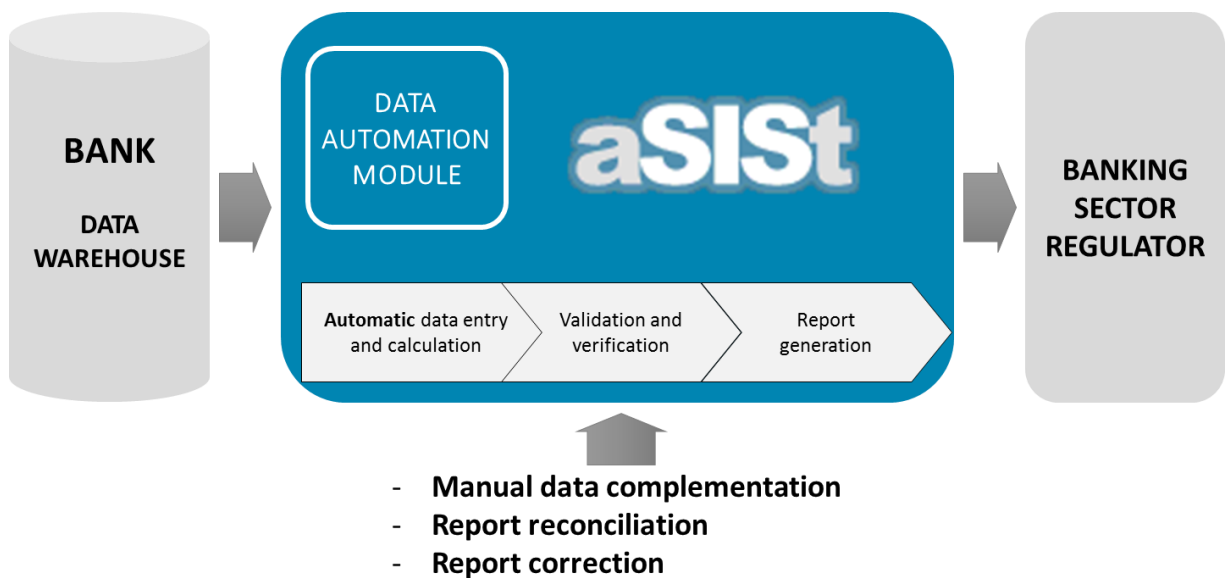 BANK
DATA
WAREHOUSE
DATA
AUTOMATION
MODULE
aSISt
Automatic data entry
and calculation
Validation and
verification
Report
generation
BANKING
SECTOR
REGULATOR
- Manual data complementation
- Report reconciliation
- Report correction